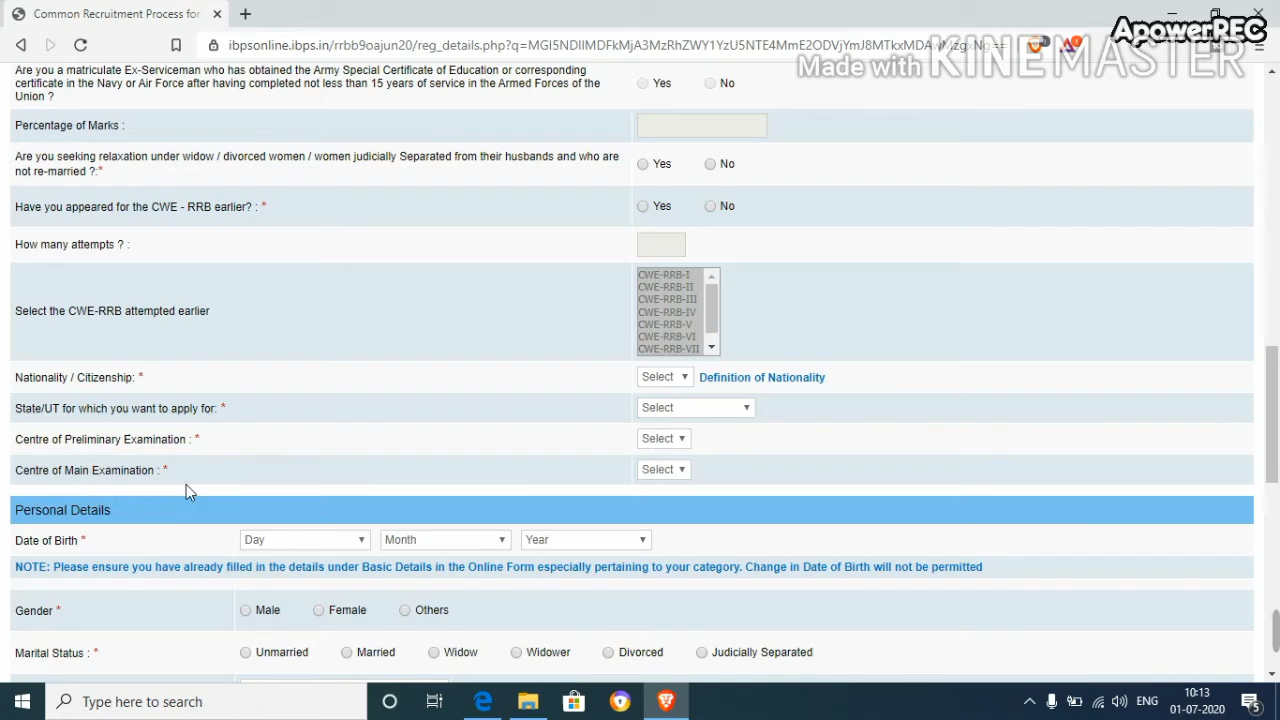 Common Recruitment Process for
ApowerREC
ibpsonline.ibps.in
Made with KINEMASTER
Are you a matriculate Ex-Serviceman who has obtained the Army Special Certificate of Education or corresponding
certificate in the Navy or Air Force after having completed not less than 15 years of service in the Armed Forces of the
Union ?
Yes No
Percentage of Marks :
Are you seeking relaxation under widow / divorced women / women judicially Separated from their husbands and who are
not re-married ?:*
Yes No
Have you appeared for the CWE - RRB earlier? : *
Yes No
How many attempts ? :
Select the CWE-RRB attempted earlier
CWE-RRB-I
CWE-RRB-II
CWE-RRB-III
CWE-RRB-IV
CWE-RRB-V
CWE-RRB-VI
CWE-RRB-VII
Nationality / Citizenship: * Select Definition of Nationality
State/UT for which you want to apply for: * Select
Centre of Preliminary Examination : * Select
Centre of Main Examination : * Select
Personal Details
Date of Birth * Day Month Year
NOTE: Please ensure you have already filled in the details under Basic Details in the Online Form especially pertaining to your category. Change in Date of Birth will not be permitted
Gender * Male Female Others
Marital Status : * Unmarried Married Widow Widower Divorced Judicially Separated
Type here to search
ENG
10:13
01-07-2020
5